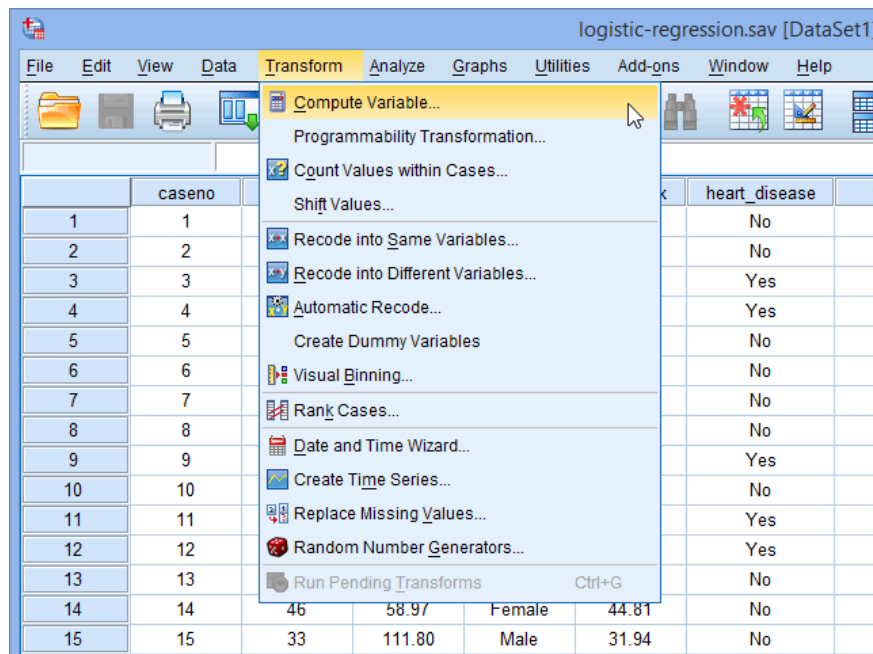 logistic-regression.sav [DataSet1]
File Edit View Data Transform Analyze Graphs Utilities Add-ons Window Help
Compute Variable...
Programmability Transformation...
Count Values within Cases...
Shift Values...
Recode into Same Variables...
Recode into Different Variables...
Automatic Recode...
Create Dummy Variables
Visual Binning...
Rank Cases...
Date and Time Wizard...
Create Time Series...
Replace Missing Values...
Random Number Generators...
Run Pending Transforms Ctrl+G
caseno x heart_disease
1 1 No
2 2 No
3 3 Yes
4 4 Yes
5 5 No
6 6 No
7 7 No
8 8 No
9 9 Yes
10 10 No
11 11 Yes
12 12 Yes
13 13 No
14 14 46 58.97 Female 44.81 No
15 15 33 111.80 Male 31.94 No